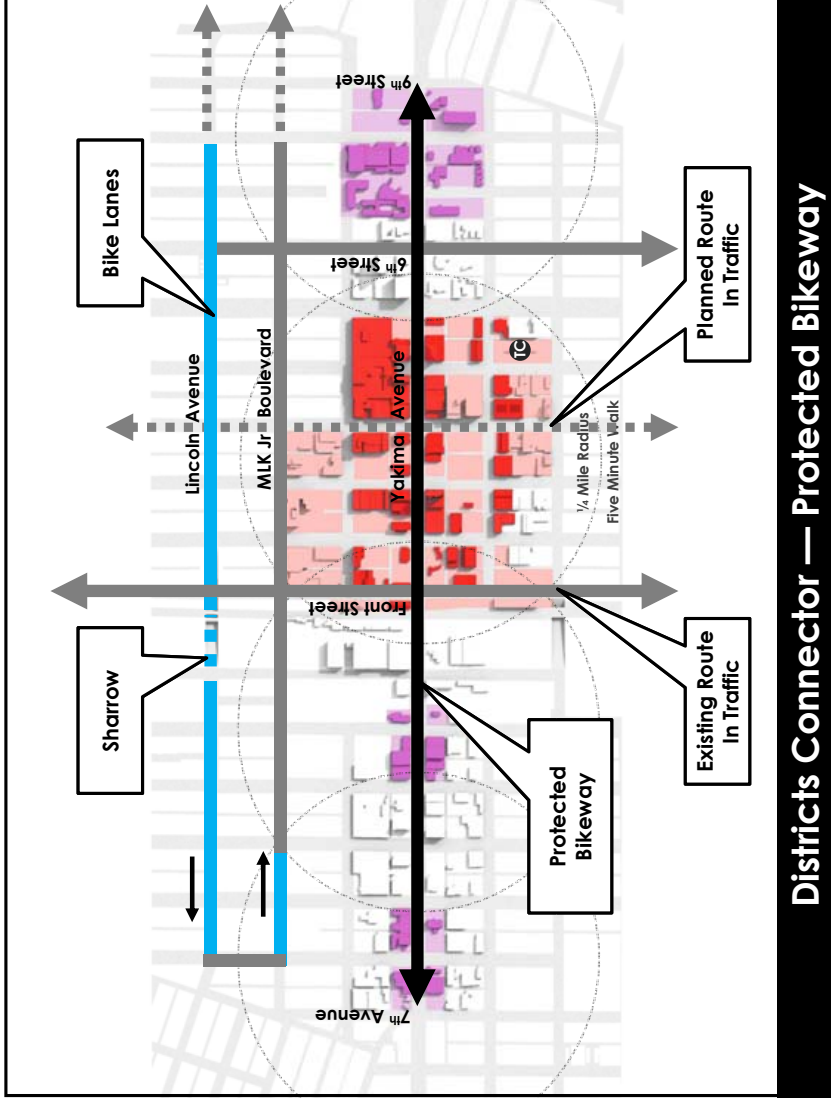 Bike Lanes
Sharrow
Lincoln Avenue
MLK Jr Boulevard
7th Avenue
Front Street
6th Street
9th Street
Yakima Avenue
TC
1/4 Mile Radius
Five Minute Walk
Protected
Bikeway
Existing Route
In Traffic
Planned Route
In Traffic
Districts Connector — Protected Bikeway